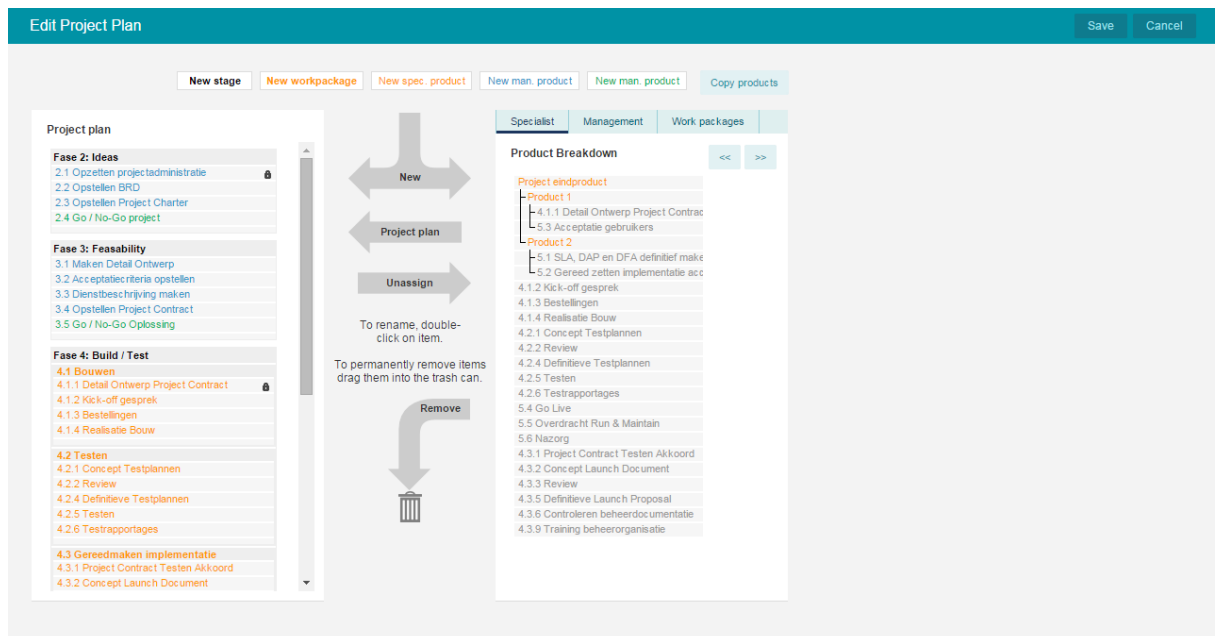 Edit Project Plan
Save
Cancel
New stage
New workpackage
New spec. product
New man. product
New man. product
Copy products
Project plan
Fase 2: Ideas
2.1 Opzetten projectadministratie
2.2 Opstellen BRD
2.3 Opstellen Project Charter
2.4 Go / No-Go project
Fase 3: Feasability
3.1 Maken Detail Ontwerp
3.2 Acceptatiecriteria opstellen
3.3 Dienstbeschrijving maken
3.4 Opstellen Project Contract
3.5 Go / No-Go Oplossing
Fase 4: Build / Test
4.1 Bouwen
4.1.1 Detail Ontwerp Project Contract
4.1.2 Kick-off gesprek
4.1.3 Bestellingen
4.1.4 Realisatie Bouw
4.2 Testen
4.2.1 Concept Testplannen
4.2.2 Review
4.2.4 Definitieve Testplannen
4.2.5 Testen
4.2.6 Testrapportages
4.3 Gereedmaken implementatie
4.3.1 Project Contract Testen Akkoord
4.3.2 Concept Launch Document
New
Project plan
Unassign
To rename, double-
click on item.
To permanently remove items
drag them into the trash can.
Remove
Specialist
Management
Work packages
Product Breakdown
<<
>>
Project eindproduct
Product 1
4.1.1 Detail Ontwerp Project Contrac
5.3 Acceptatie gebruikers
Product 2
5.1 SLA, DAP en DFA definitief make
5.2 Gereed zetten implementatie acc
4.1.2 Kick-off gesprek
4.1.3 Bestellingen
4.1.4 Realisatie Bouw
4.2.1 Concept Testplannen
4.2.2 Review
4.2.4 Definitieve Testplannen
4.2.5 Testen
4.2.6 Testrapportages
5.4 Go Live
5.5 Overdracht Run & Maintain
5.6 Nazorg
4.3.1 Project Contract Testen Akkoord
4.3.2 Concept Launch Document
4.3.3 Review
4.3.5 Definitieve Launch Proposal
4.3.6 Controleren beheerdocumentatie
4.3.9 Training beheerorganisatie